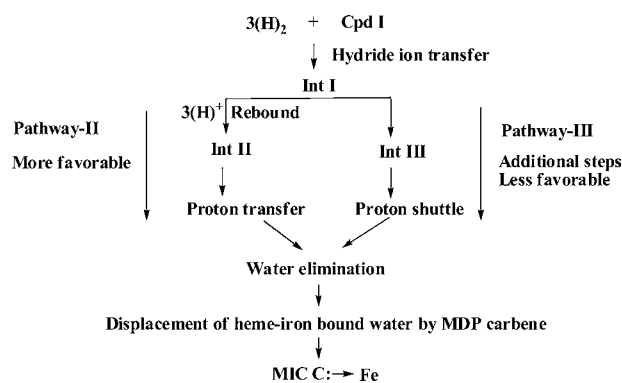 3(H)2 + Cpd I
Hydride ion transfer
Int I
3(H)+ Rebound
Pathway-II
More favorable
Int II
Int III
Pathway-III
Additional steps
Less favorable
Proton transfer
Proton shuttle
Water elimination
Displacement of heme-iron bound water by MDP carbene
MIC C:→ Fe